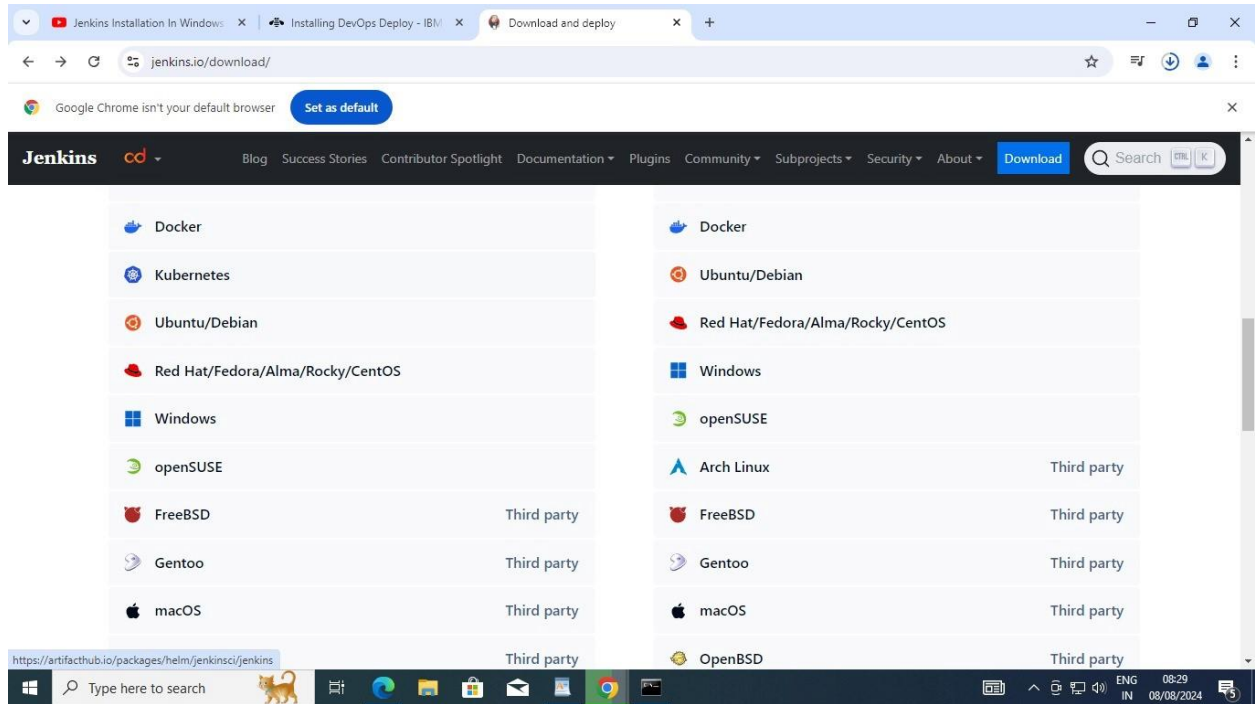 Jenkins Installation In Windows
Installing DevOps Deploy - IBM
Download and deploy
jenkins.io/download/
Google Chrome isn't your default browser
Set as default
Jenkins
cd
Blog
Success Stories
Contributor Spotlight
Documentation
Plugins
Community
Subprojects
Security
About
Download
Search
CTRL
K
Docker
Kubernetes
Ubuntu/Debian
Red Hat/Fedora/Alma/Rocky/CentOS
Windows
openSUSE
FreeBSD Third party
Gentoo Third party
macOS Third party
Third party
Docker
Ubuntu/Debian
Red Hat/Fedora/Alma/Rocky/CentOS
Windows
openSUSE
Arch Linux Third party
FreeBSD Third party
Gentoo Third party
macOS Third party
OpenBSD Third party
https://artifacthub.io/packages/helm/jenkinsci/jenkins
Type here to search
ENG
IN
08:29
08/08/2024
5